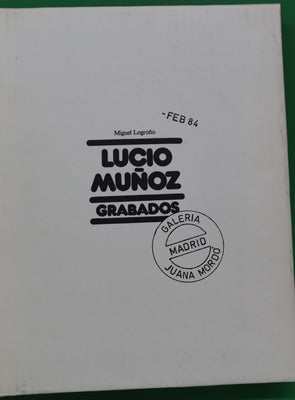 -FEB 84
Miguel Logroño
LUCIO
MUÑOZ
GRABADOS
GALERIA
MADRID
JUANA MORDÓ